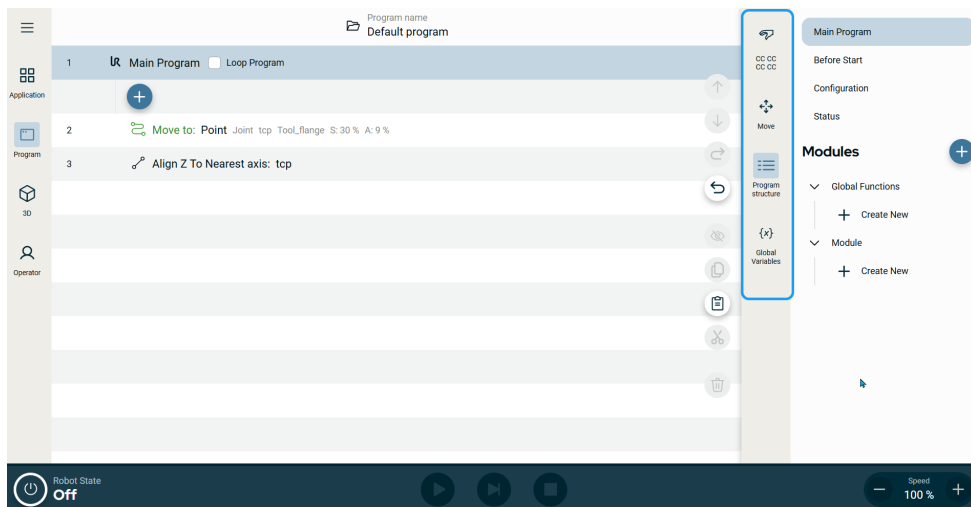 Program name
Default program
Application
Program
3D
Operator
1 UR Main Program Loop Program
2 Move to: Point Joint tcp Tool_flange S: 30 % A: 9 %
3 Align Z To Nearest axis: tcp
CC CC
CC CC
Move
Program
structure
{x}
Global
Variables
Main Program
Before Start
Configuration
Status
Modules
Global Functions
Create New
Module
Create New
Robot State
Off
Speed
100 %